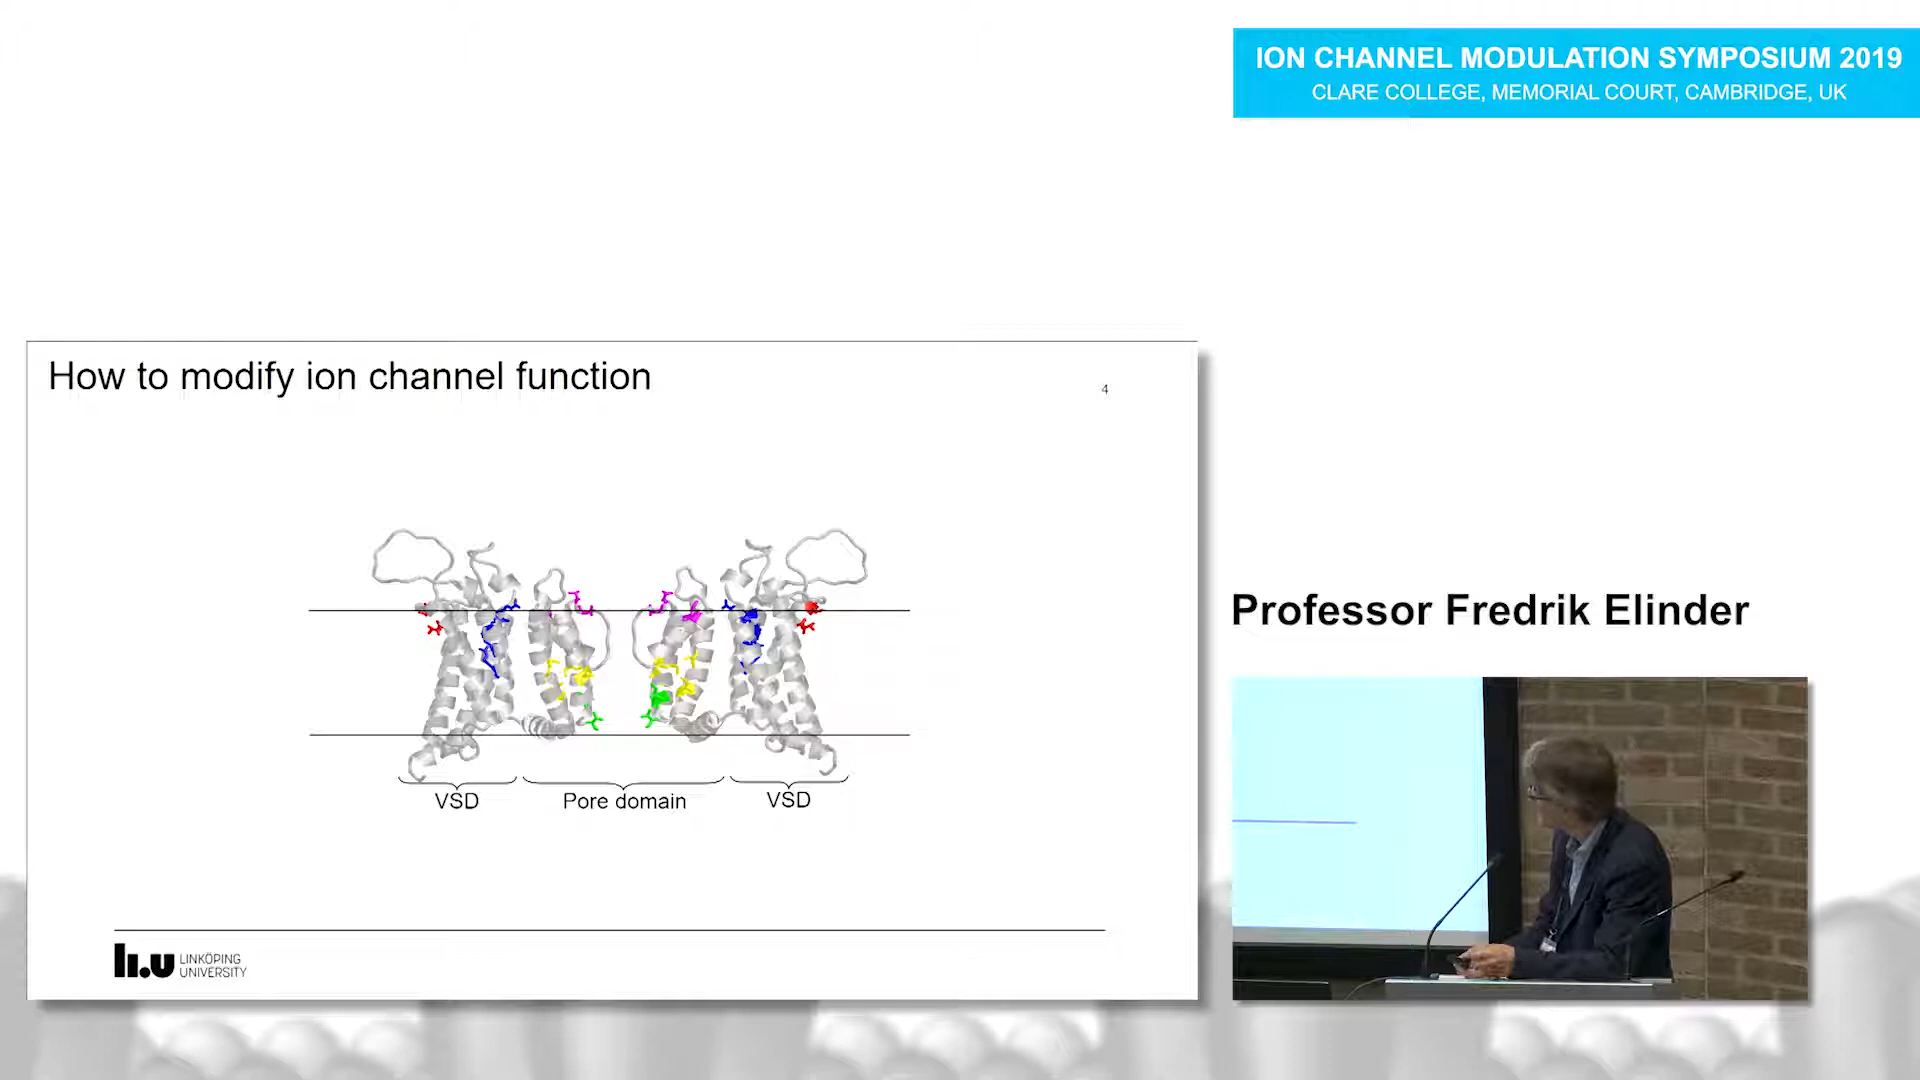 ION CHANNEL MODULATION SYMPOSIUM 2019
CLARE COLLEGE, MEMORIAL COURT, CAMBRIDGE, UK
How to modify ion channel function
4
VSD
Pore domain
VSD
li.u LINKÖPING
UNIVERSITY
Professor Fredrik Elinder